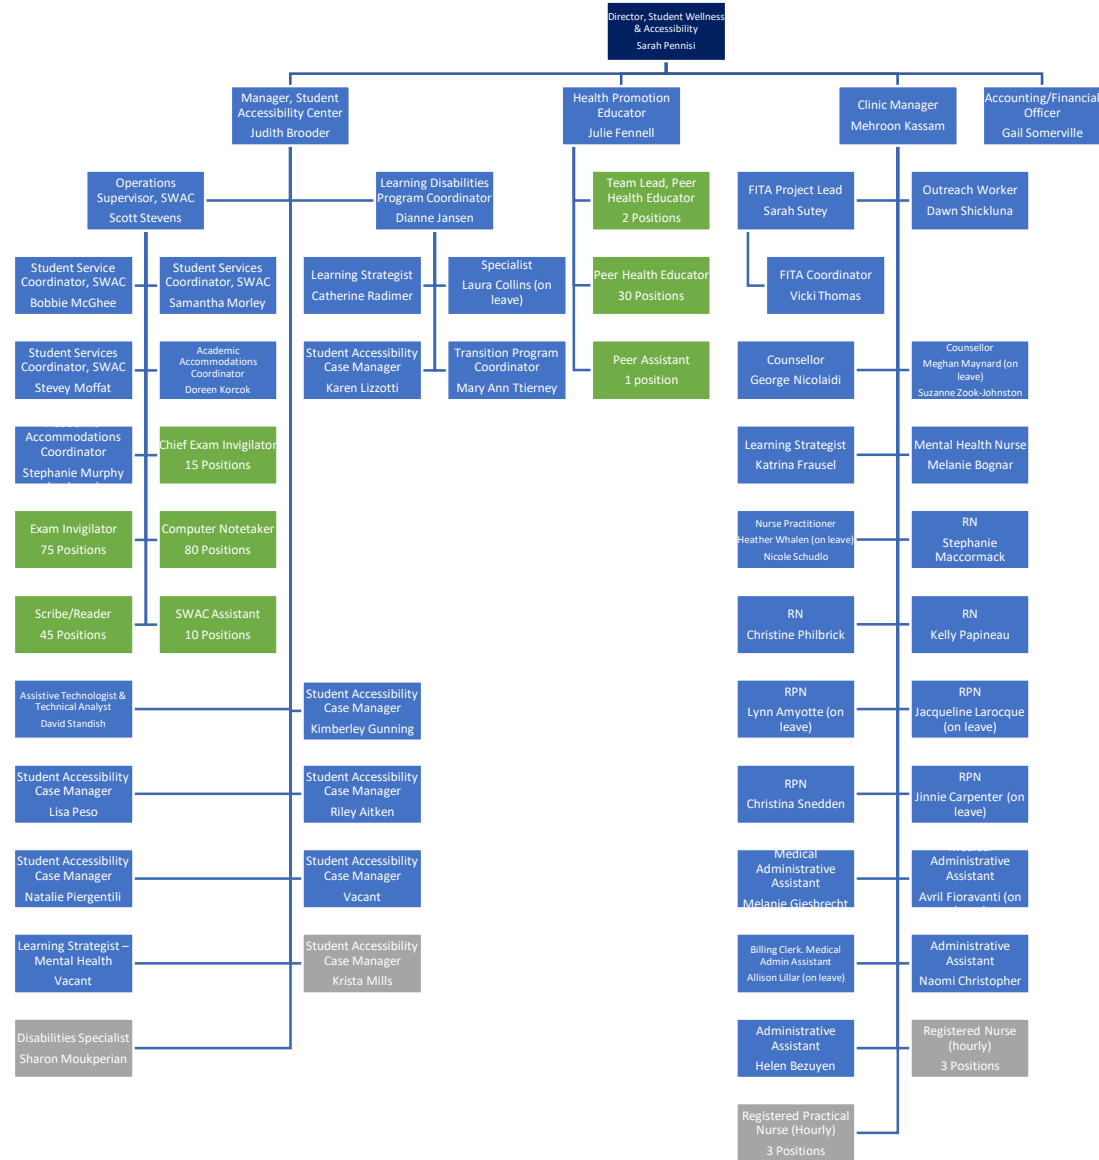 Director, Student Wellness
& Accessibility
Sarah Pennisi
Manager, Student
Accessibility Center
Judith Brooder
Health Promotion
Educator
Julie Fennell
Clinic Manager
Mehroon Kassam
Accounting/Financial
Officer
Gail Somerville
Operations
Supervisor, SWAC
Scott Stevens
Learning Disabilities
Program Coordinator
Dianne Jansen
Team Lead, Peer
Health Educator
2 Positions
FITA Project Lead
Sarah Sutey
Outreach Worker
Dawn Shickluna
Student Service
Coordinator, SWAC
Bobbie McGhee
Student Services
Coordinator, SWAC
Samantha Morley
Learning Strategist
Catherine Radimer
Specialist
Laura Collins (on
leave)
Peer Health Educator
30 Positions
FITA Coordinator
Vicki Thomas
Student Services
Coordinator, SWAC
Stevey Moffat
Academic
Accommodations
Coordinator
Doreen Korcok
Student Accessibility
Case Manager
Karen Lizzotti
Transition Program
Coordinator
Mary Ann Ttierney
Peer Assistant
1 position
Counsellor
George Nicolaidi
Counsellor
Meghan Maynard (on
leave)
Suzanne Zook-Johnston
Academic
Accommodations
Coordinator
Stephanie Murphy
Chief Exam Invigilator
15 Positions
Learning Strategist
Katrina Frausel
Mental Health Nurse
Melanie Bognar
Exam Invigilator
75 Positions
Computer Notetaker
80 Positions
Nurse Practitioner
Heather Whalen (on leave)
Nicole Schudlo
RN
Stephanie
Maccormack
Scribe/Reader
45 Positions
SWAC Assistant
10 Positions
RN
Christine Philbrick
RN
Kelly Papineau
Assistive Technologist &
Technical Analyst
David Standish
Student Accessibility
Case Manager
Kimberley Gunning
RPN
Lynn Amyotte (on
leave)
RPN
Jacqueline Larocque
(on leave)
Student Accessibility
Case Manager
Lisa Peso
Student Accessibility
Case Manager
Riley Aitken
RPN
Christina Snedden
RPN
Jinnie Carpenter (on
leave)
Student Accessibility
Case Manager
Natalie Piergentili
Student Accessibility
Case Manager
Vacant
Medical
Administrative
Assistant
Melanie Giesbrecht
Medical
Administrative
Assistant
Avril Fioravanti (on
Learning Strategist –
Mental Health
Vacant
Student Accessibility
Case Manager
Krista Mills
Billing Clerk. Medical
Admin Assistant
Allison Lillar (on leave)
Administrative
Assistant
Naomi Christopher
Disabilities Specialist
Sharon Moukperian
Administrative
Assistant
Helen Bezuyen
Registered Nurse
(hourly)
3 Positions
Registered Practical
Nurse (Hourly)
3 Positions